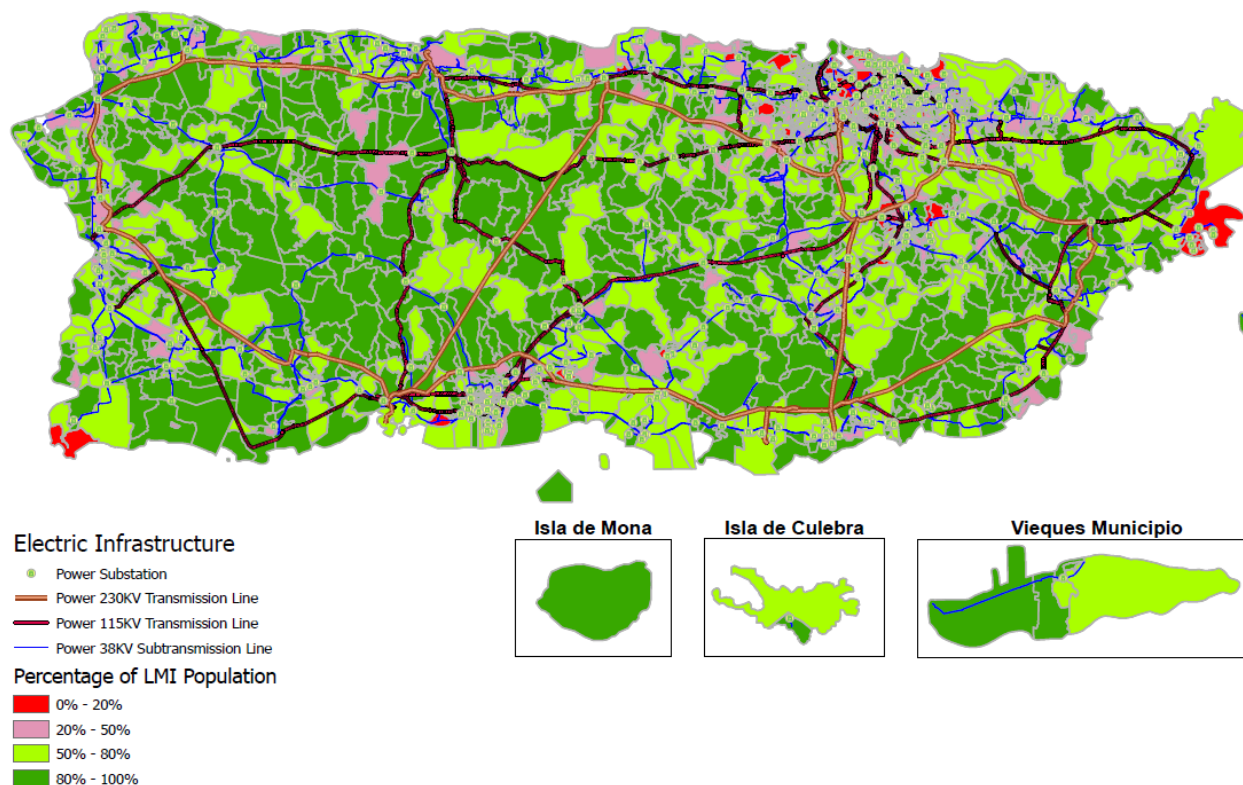 Isla de Mona
Isla de Culebra
Vieques Municipio
Electric Infrastructure
Power Substation
Power 230KV Transmission Line
Power 115KV Transmission Line
Power 38KV Subtransmission Line
Percentage of LMI Population
0% - 20%
20% - 50%
50% - 80%
80% - 100%